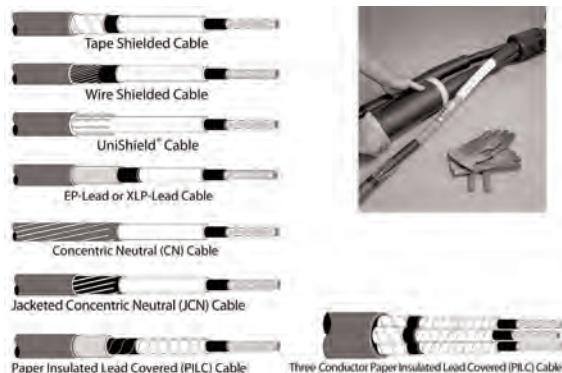 Tape Shielded Cable
Wire Shielded Cable
UniShield® Cable
EP-Lead or XLP-Lead Cable
Concentric Neutral (CN) Cable
Jacketed Concentric Neutral (JCN) Cable
Paper Insulated Lead Covered (PILC) Cable
Three Conductor Paper Insulated Lead Covered (PILC) Cable